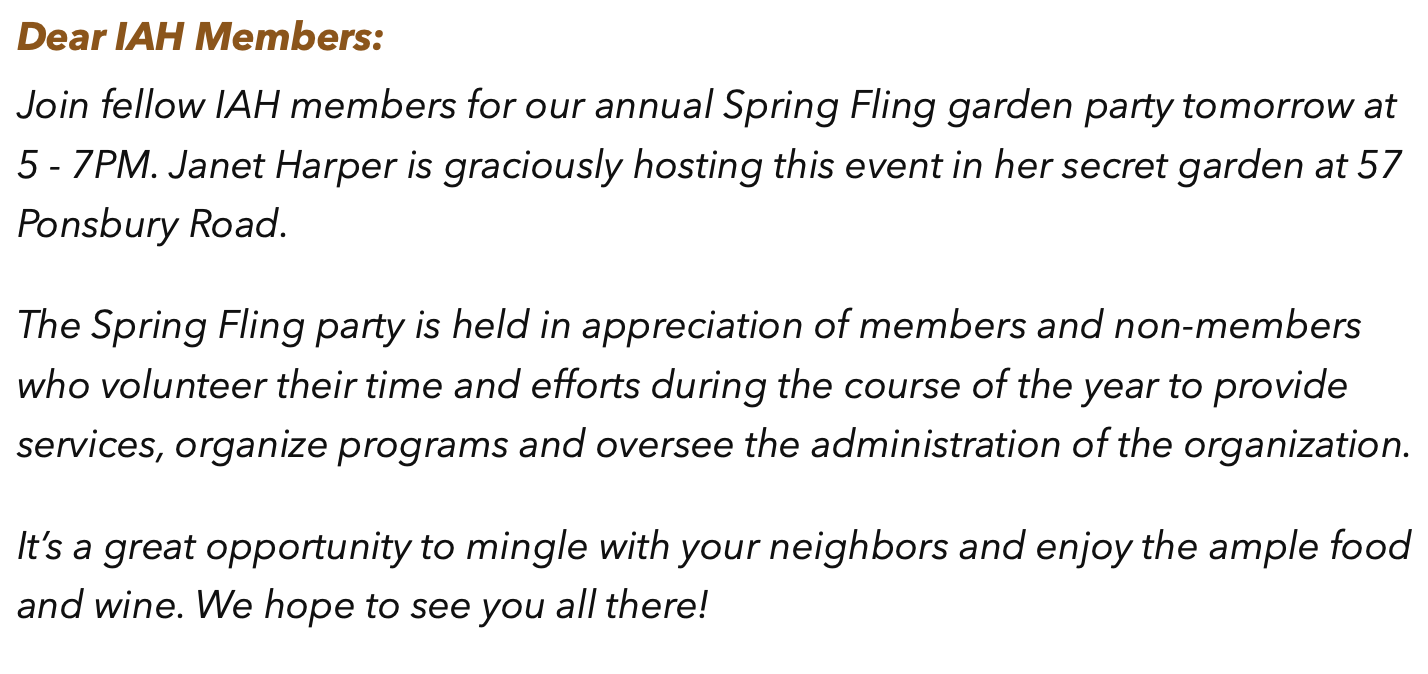 Dear IAH Members:
Join fellow IAH members for our annual Spring Fling garden party tomorrow at
5 - 7PM. Janet Harper is graciously hosting this event in her secret garden at 57
Ponsbury Road.
The Spring Fling party is held in appreciation of members and non-members
who volunteer their time and efforts during the course of the year to provide
services, organize programs and oversee the administration of the organization.
It’s a great opportunity to mingle with your neighbors and enjoy the ample food
and wine. We hope to see you all there!